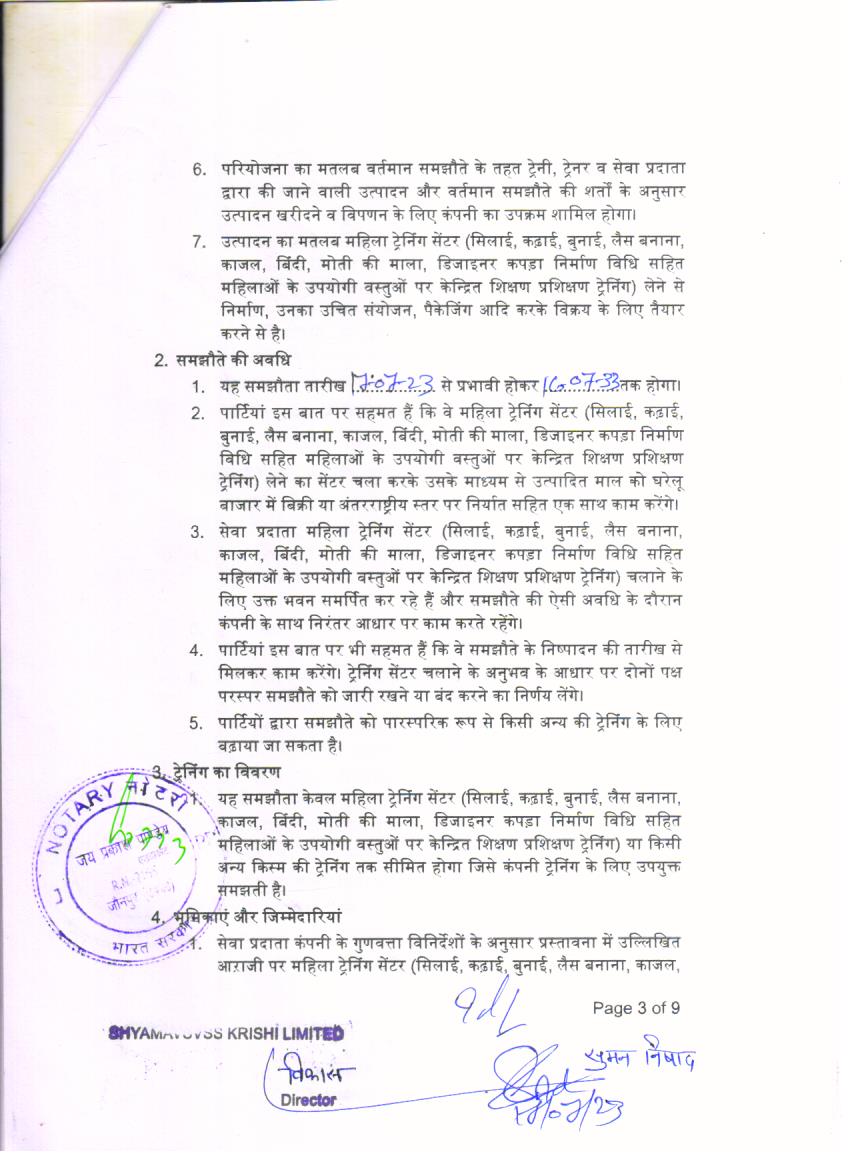 6. परियोजना का मतलब वर्तमान समझौते के तहत ट्रेनी, ट्रेनर व सेवा प्रदाता
द्वारा की जाने वाली उत्पादन और वर्तमान समझौते की शर्तों के अनुसार
उत्पादन खरीदने व विपणन के लिए कंपनी का उपक्रम शामिल होगा।
7. उत्पादन का मतलब महिला ट्रेनिंग सेंटर (सिलाई, कढ़ाई, बुनाई, लैस बनाना,
काजल, बिंदी, मोती की माला, डिजाइनर कपड़ा निर्माण विधि सहित
महिलाओं के उपयोगी वस्तुओं पर केन्द्रित शिक्षण प्रशिक्षण ट्रेनिंग) लेने से
निर्माण, उनका उचित संयोजन, पैकेजिंग आदि करके विक्रय के लिए तैयार
करने से है।
2. समझौते की अवधि
1. यह समझौता तारीख 17-07-23 से प्रभावी होकर 16.07-33 तक होगा।
2. पार्टियां इस बात पर सहमत हैं कि वे महिला ट्रेनिंग सेंटर (सिलाई, कढ़ाई,
बुनाई, लैस बनाना, काजल, बिंदी, मोती की माला, डिजाइनर कपड़ा निर्माण
विधि सहित महिलाओं के उपयोगी वस्तुओं पर केन्द्रित शिक्षण प्रशिक्षण
ट्रेनिंग) लेने का सेंटर चला करके उसके माध्यम से उत्पादित माल को घरेलू
बाजार में बिक्री या अंतरराष्ट्रीय स्तर पर निर्यात सहित एक साथ काम करेंगे।
3. सेवा प्रदाता महिला ट्रेनिंग सेंटर (सिलाई, कढ़ाई, बुनाई, लैस बनाना,
काजल, बिंदी, मोती की माला, डिजाइनर कपड़ा निर्माण विधि सहित
महिलाओं के उपयोगी वस्तुओं पर केन्द्रित शिक्षण प्रशिक्षण ट्रेनिंग) चलाने के
लिए उक्त भवन समर्पित कर रहे हैं और समझौते की ऐसी अवधि के दौरान
कंपनी के साथ निरंतर आधार पर काम करते रहेंगे।
4. पार्टियां इस बात पर भी सहमत हैं कि वे समझौते के निष्पादन की तारीख से
मिलकर काम करेंगे। ट्रेनिंग सेंटर चलाने के अनुभव के आधार पर दोनों पक्ष
परस्पर समझौते को जारी रखने या बंद करने का निर्णय लेंगे।
5. पार्टियों द्वारा समझौते को पारस्परिक रूप से किसी अन्य की ट्रेनिंग के लिए
बढ़ाया जा सकता है।
3. ट्रेनिंग का विवरण
1. यह समझौता केवल महिला ट्रेनिंग सेंटर (सिलाई, कढ़ाई, बुनाई, लैस बनाना,
काजल, बिंदी, मोती की माला, डिजाइनर कपड़ा निर्माण विधि सहित
महिलाओं के उपयोगी वस्तुओं पर केन्द्रित शिक्षण प्रशिक्षण ट्रेनिंग) या किसी
अन्य किस्म की ट्रेनिंग तक सीमित होगा जिसे कंपनी ट्रेनिंग के लिए उपयुक्त
समझती है।
NOTARY नोटरी
जय प्रकाश पाण्डेय
R.N.
भारत सरकार
4. भूमिकाएं और जिम्मेदारियां
1. सेवा प्रदाता कंपनी के गुणवत्ता विनिर्देशों के अनुसार प्रस्तावना में उल्लिखित
आराजी पर महिला ट्रेनिंग सेंटर (सिलाई, कढ़ाई, बुनाई, लैस बनाना, काजल,
Page 3 of 9
KRISHI LIMITED
सुमन निषाद
विकास
Director
17/07/23